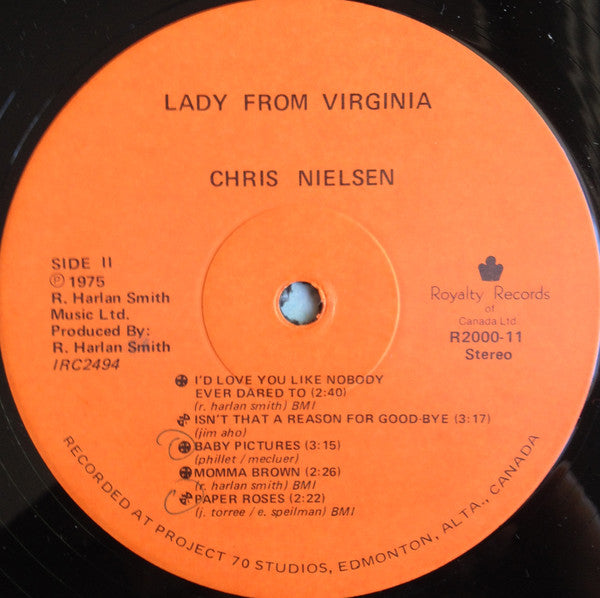 LADY FROM VIRGINIA
CHRIS NIELSEN
SIDE II
Ⓟ 1975
R. Harlan Smith
Music Ltd.
Produced By:
R. Harlan Smith
IRC2494
Royalty Records
of
Canada Ltd.
R2000-11
Stereo
I'D LOVE YOU LIKE NOBODY
EVER DARED TO (2:40)
(r. harlan smith) BMI
ISN'T THAT A REASON FOR GOOD-BYE (3:17)
(jim aho)
BABY PICTURES (3:15)
(phillet / mecluer)
MOMMA BROWN (2:26)
(r. harlan smith) BMI
PAPER ROSES (2:22)
(j. torree / e. speilman) BMI
RECORDED AT PROJECT 70 STUDIOS, EDMONTON, ALTA., CANADA